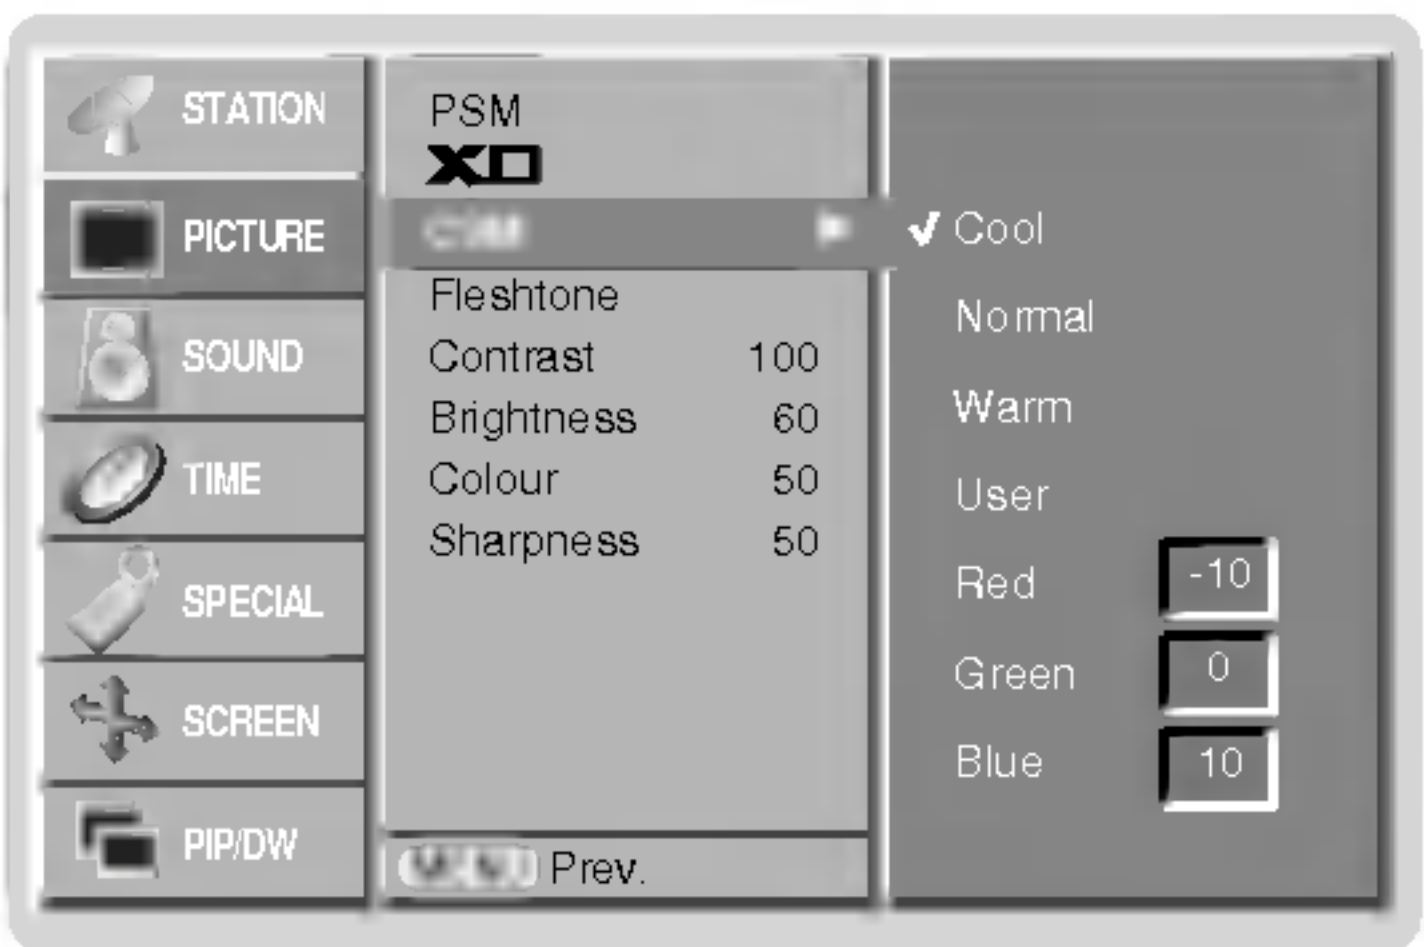 STATION
PICTURE
SOUND
TIME
SPECIAL
SCREEN
PIP/DW
PSM
XD
Fleshtone
Contrast 100
Brightness 60
Colour 50
Sharpness 50
Prev.
Cool
Normal
Warm
User
Red -10
Green 0
Blue 10